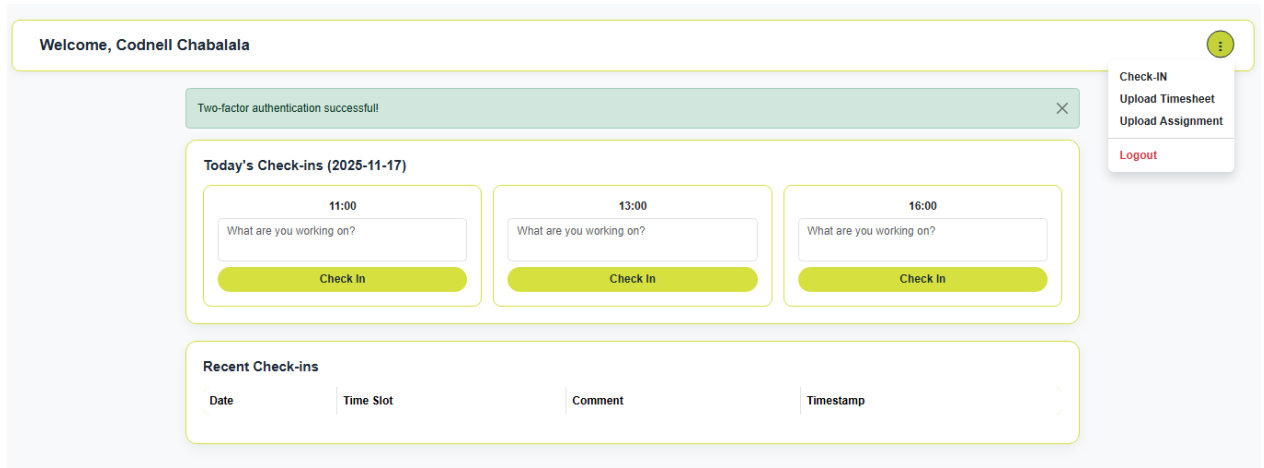 Welcome, Codnell Chabalala
Check-IN
Upload Timesheet
Upload Assignment
Logout
Two-factor authentication successful!
Today's Check-ins (2025-11-17)
11:00
What are you working on?
Check In
13:00
What are you working on?
Check In
16:00
What are you working on?
Check In
Recent Check-ins
Date Time Slot Comment Timestamp